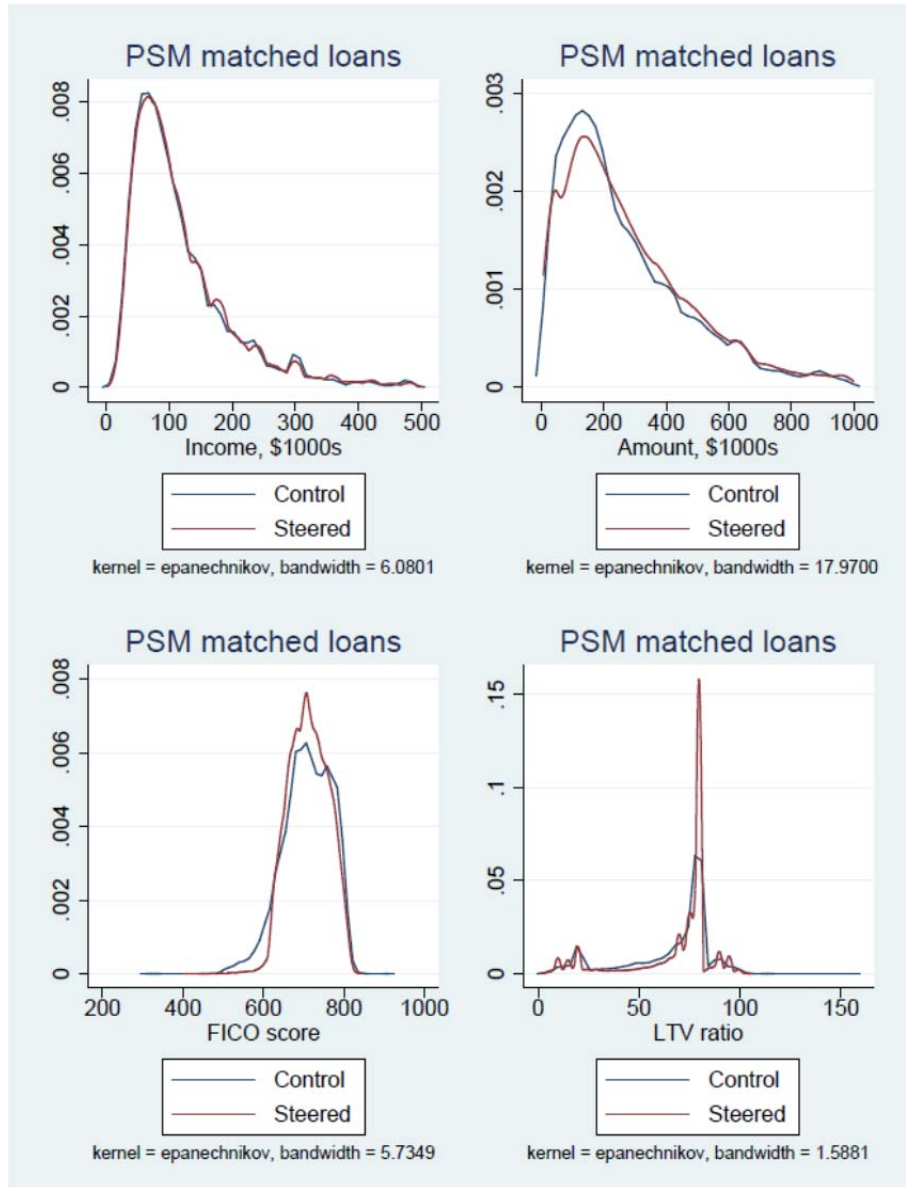 PSM matched loans
.008
.006
.004
.002
0
0 100 200 300 400 500
Income, $1000s
Control
Steered
kernel = epanechnikov, bandwidth = 6.0801
PSM matched loans
.003
.002
.001
0
0 200 400 600 800 1000
Amount, $1000s
Control
Steered
kernel = epanechnikov, bandwidth = 17.9700
PSM matched loans
.008
.006
.004
.002
0
200 400 600 800 1000
FICO score
Control
Steered
kernel = epanechnikov, bandwidth = 5.7349
PSM matched loans
.15
.1
.05
0
0 50 100 150
LTV ratio
Control
Steered
kernel = epanechnikov, bandwidth = 1.5881